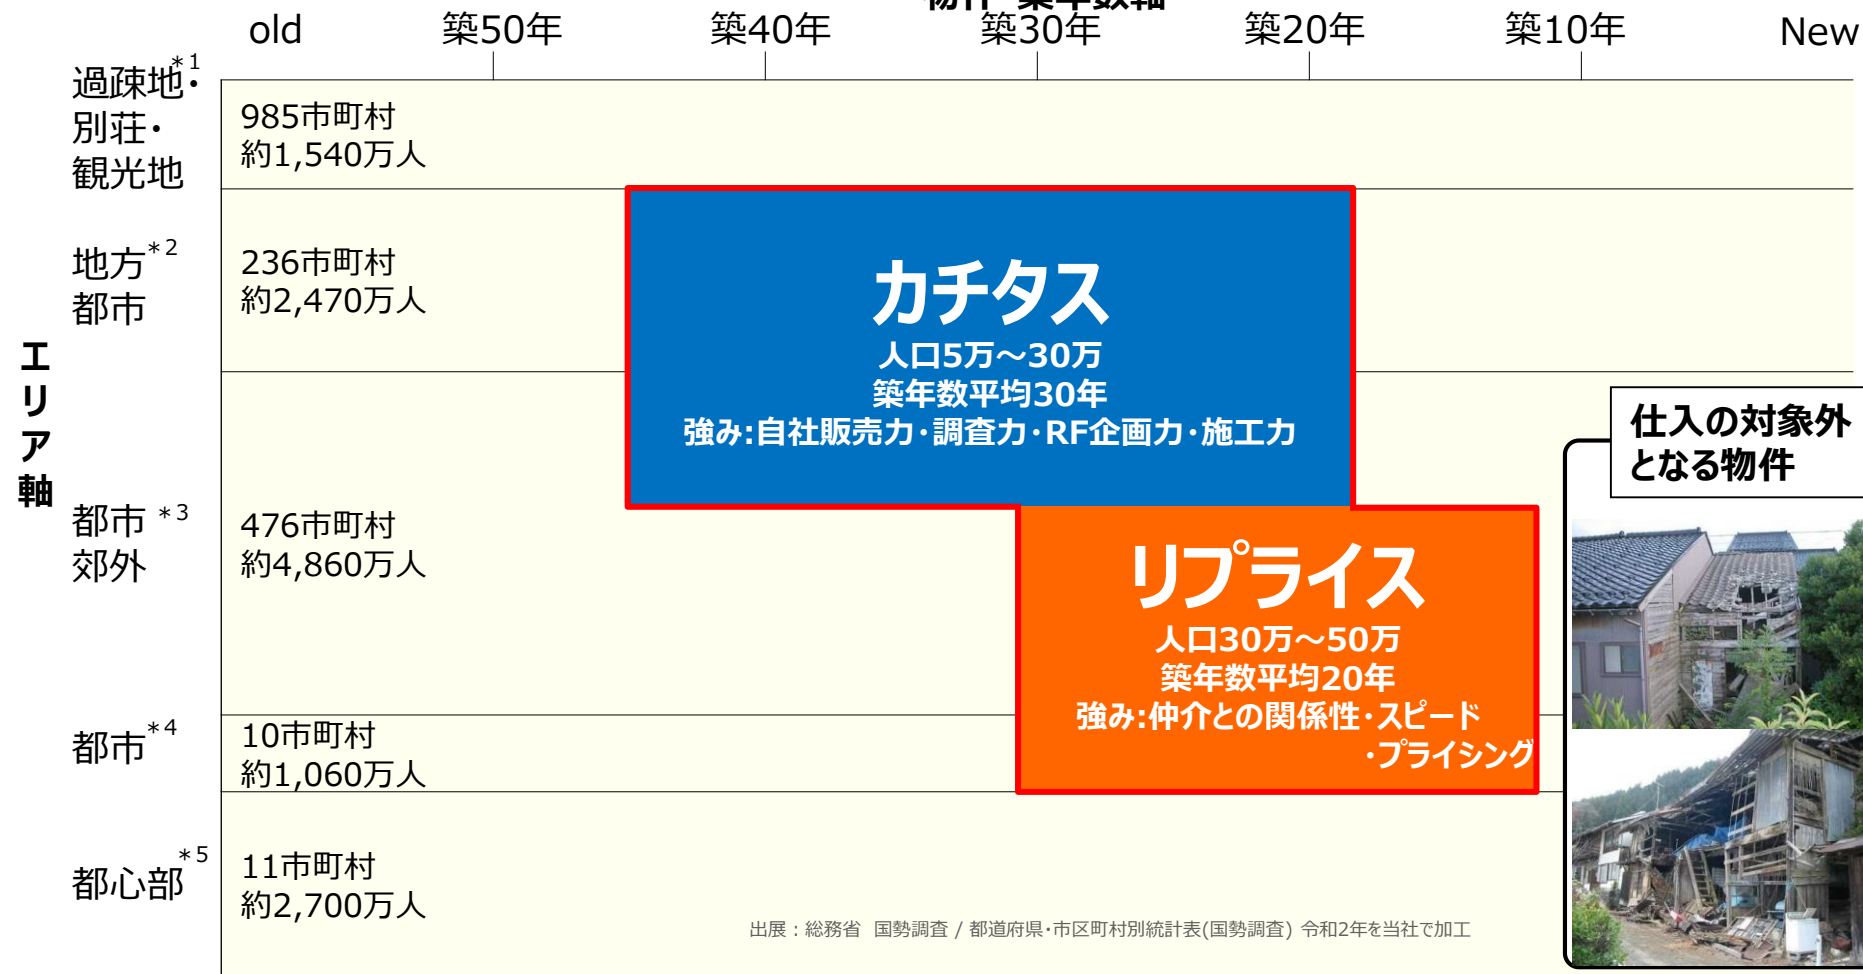 物件 築年数軸
old 築50年 築40年 築30年 築20年 築10年 New
エリア軸
過疎地・*1
別荘・
観光地
985市町村
約1,540万人
地方*2
都市
236市町村
約2,470万人
カチタス
人口5万～30万
築年数平均30年
強み:自社販売力・調査力・RF企画力・施工力
仕入の対象外
となる物件
都市 *3
郊外
476市町村
約4,860万人
リプライス
人口30万～50万
築年数平均20年
強み:仲介との関係性・スピード
・プライシング
都市*4
10市町村
約1,060万人
都心部*5
11市町村
約2,700万人
出展：総務省 国勢調査 / 都道府県・市区町村別統計表(国勢調査) 令和2年を当社で加工